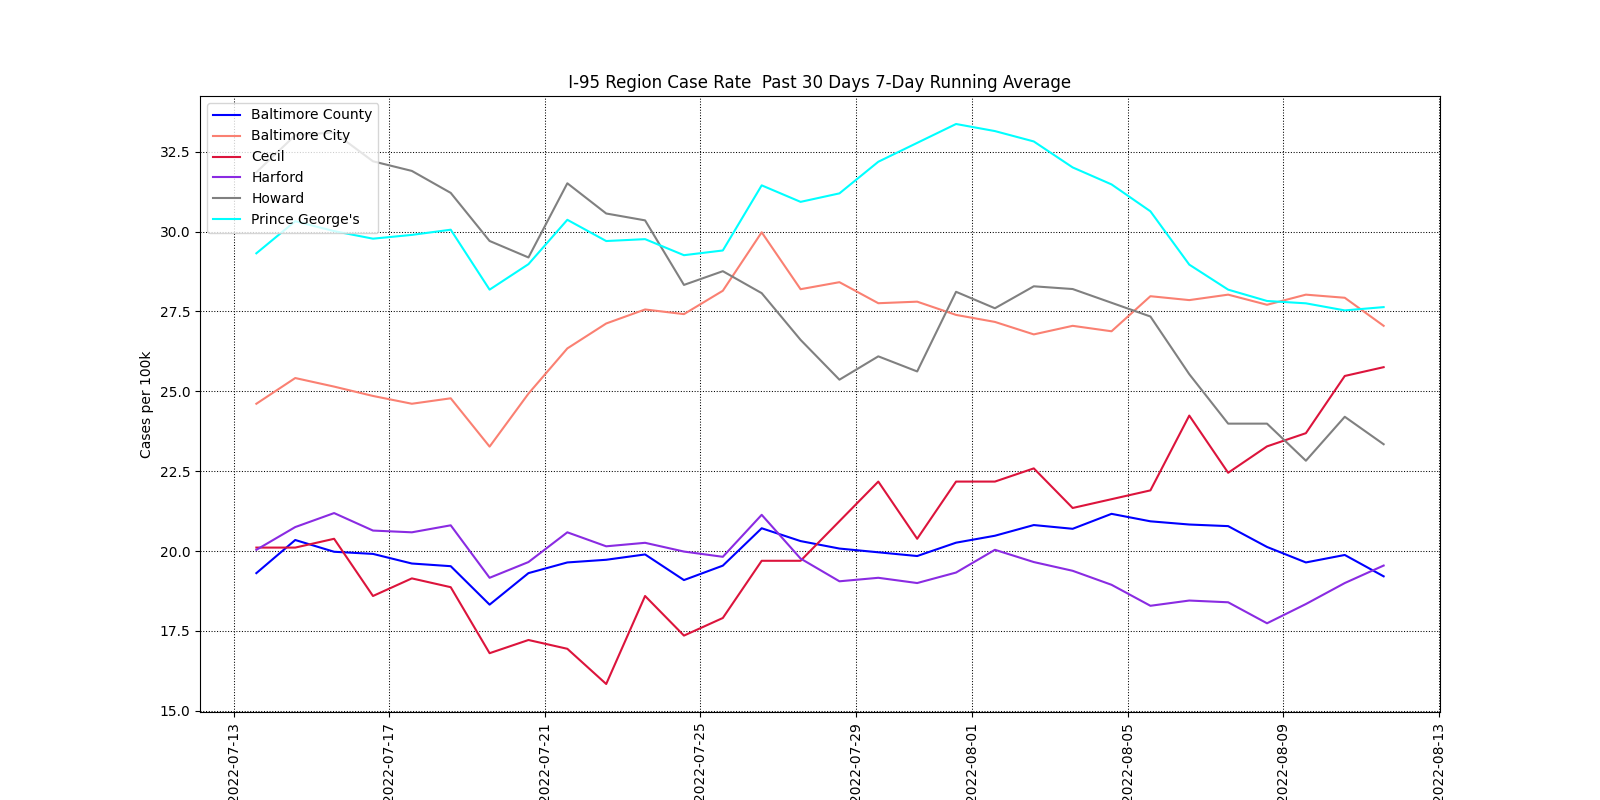 I-95 Region Case Rate  Past 30 Days 7-Day Running Average
Baltimore County
Baltimore City
Cecil
Harford
Howard
Prince George's
Cases per 100k
32.5
30.0
27.5
25.0
22.5
20.0
17.5
15.0
2022-07-13
2022-07-17
2022-07-21
2022-07-25
2022-07-29
2022-08-01
2022-08-05
2022-08-09
2022-08-13